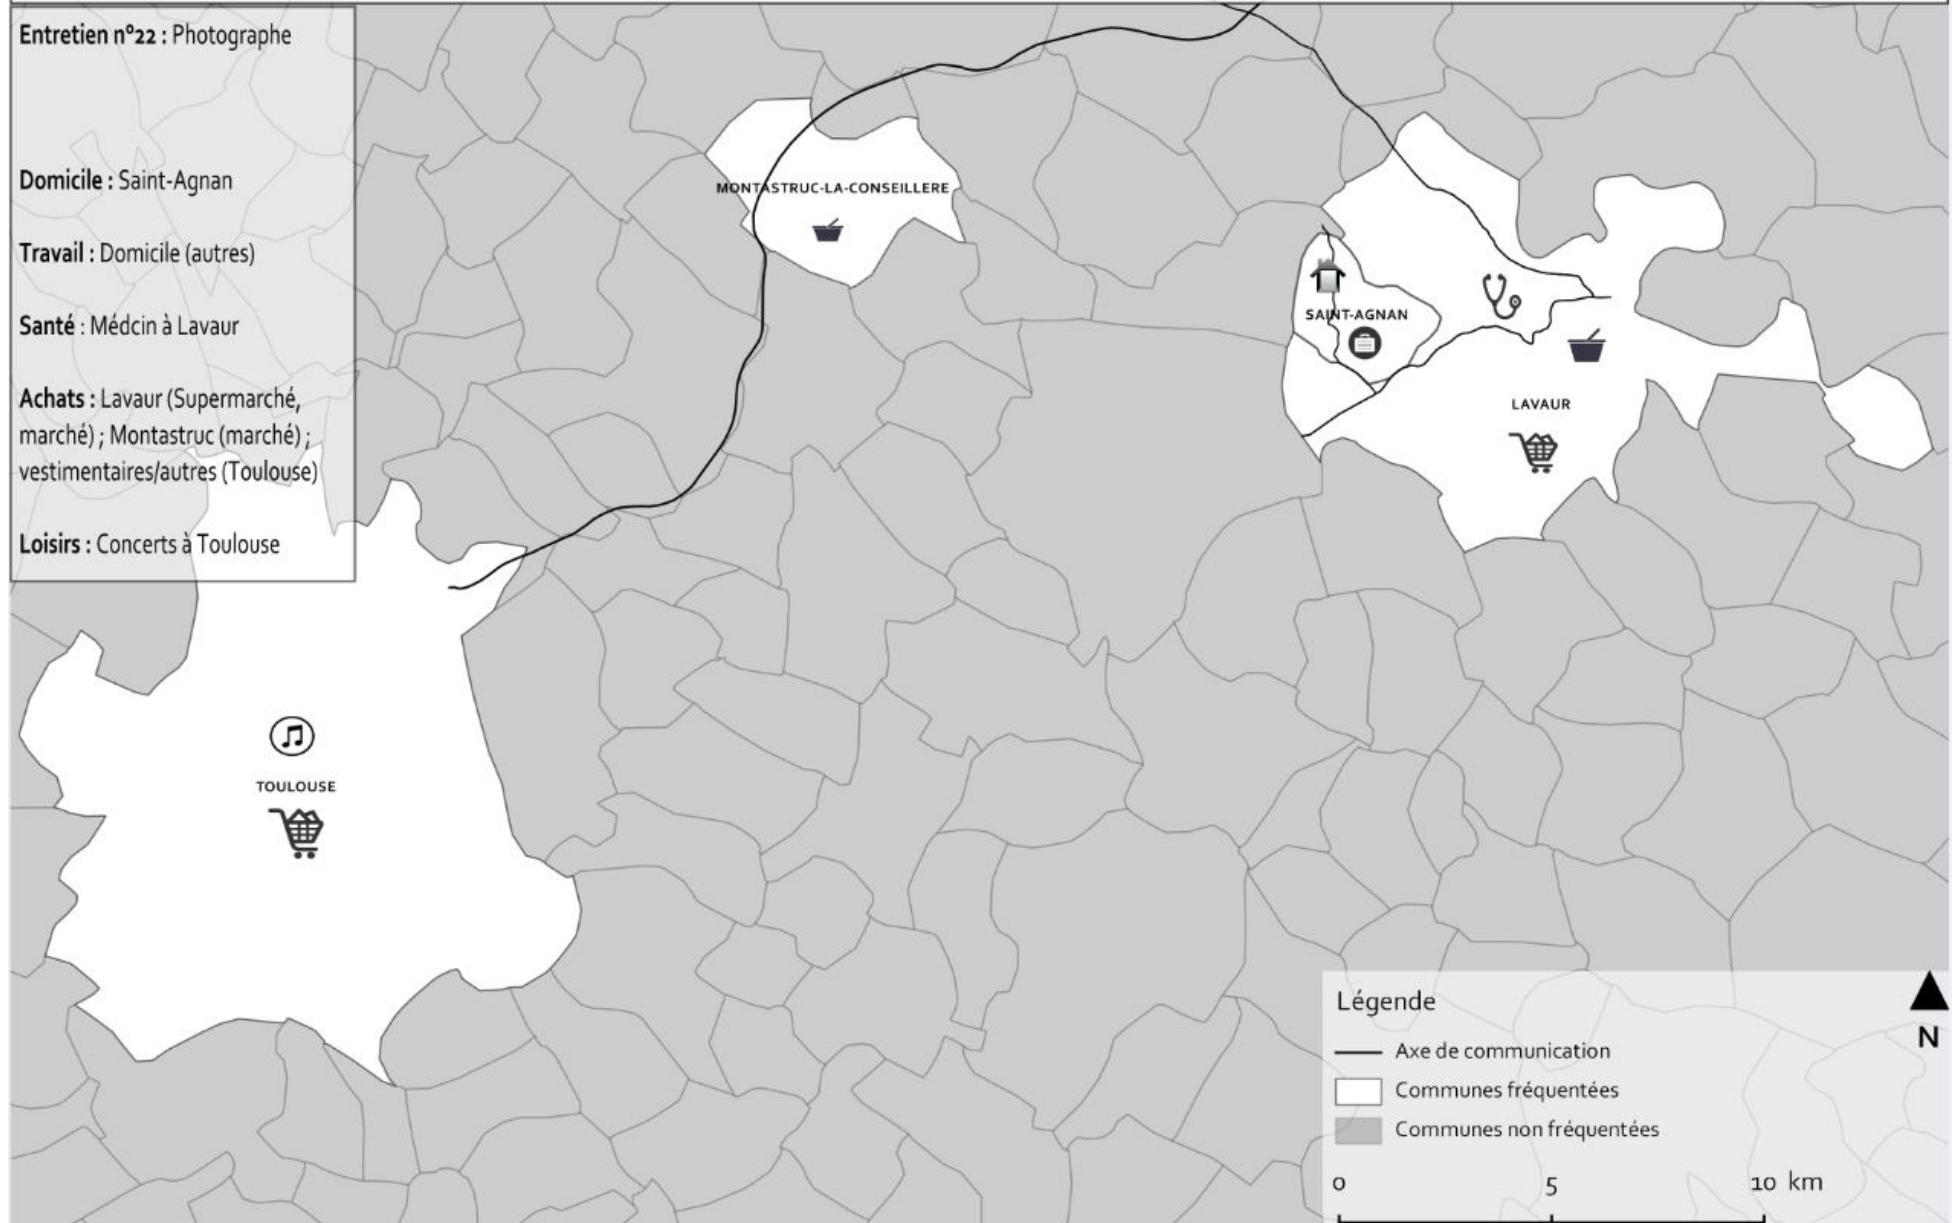 Entretien n°22 : Photographe
Domicile : Saint-Agnan
Travail : Domicile (autres)
Santé : Médcin à Lavaur
Achats : Lavaur (Supermarché,
marché) ; Montastruc (marché) ;
vestimentaires/autres (Toulouse)
Loisirs : Concerts à Toulouse
MONTASTRUC-LA-CONSEILLERE
SAINT-AGNAN
LAVAUR
TOULOUSE
Légende
Axe de communication
Communes fréquentées
Communes non fréquentées
N
0 5 10 km